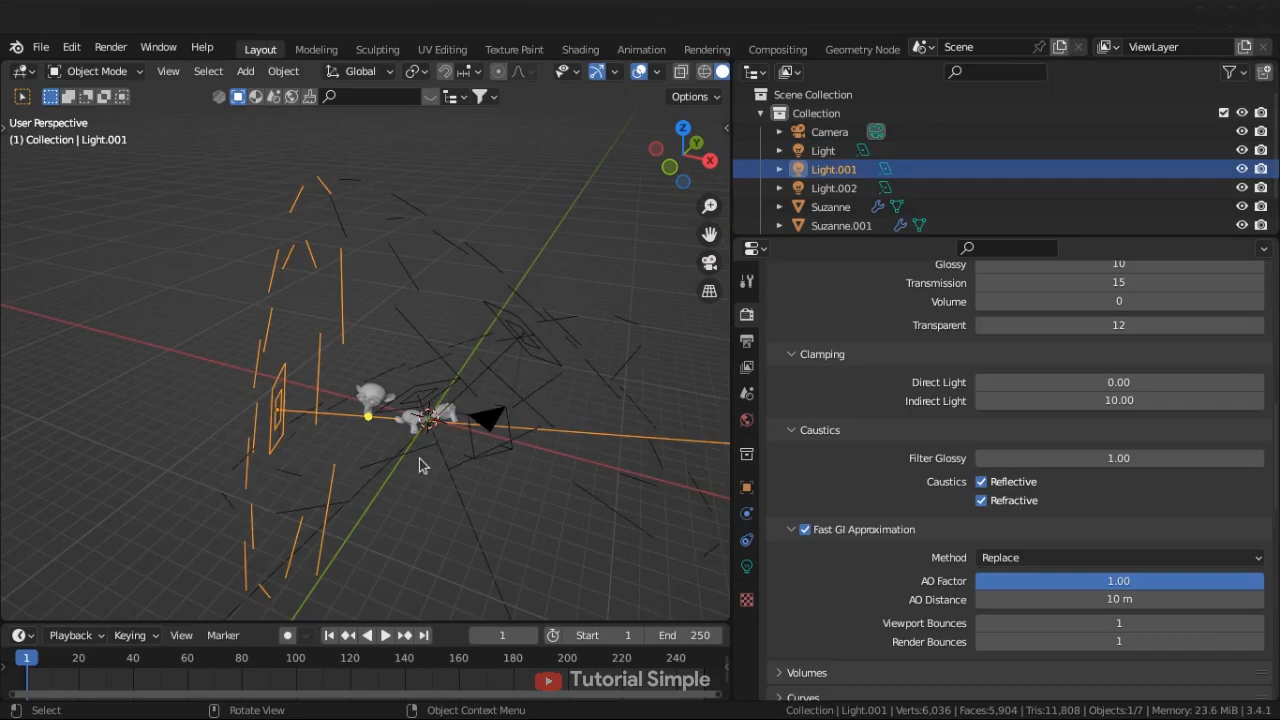 File Edit Render Window Help Layout Modeling Sculpting UV Editing Texture Paint Shading Animation Rendering Compositing Geometry Node Scene ViewLayer
Object Mode View Select Add Object Global
Options
User Perspective
(1) Collection | Light.001
Z
Y
X
Scene Collection
Collection
Camera
Light
Light.001
Light.002
Suzanne
Suzanne.001
Glossy 10
Transmission 15
Volume 0
Transparent 12
Clamping
Direct Light 0.00
Indirect Light 10.00
Caustics
Filter Glossy 1.00
Caustics Reflective
Refractive
Fast GI Approximation
Method Replace
AO Factor 1.00
AO Distance 10 m
Viewport Bounces 1
Render Bounces 1
Volumes
Curves
Playback Keying View Marker 1 Start 1 End 250
1 20 40 60 80 100 120 140 160 180 200 220 240
Tutorial Simple
Select Rotate View Object Context Menu Collection | Light.001 | Verts:6,036 | Faces:5,904 | Tris:11,808 | Objects:1/7 | Memory: 23.6 MiB | 3.4.1